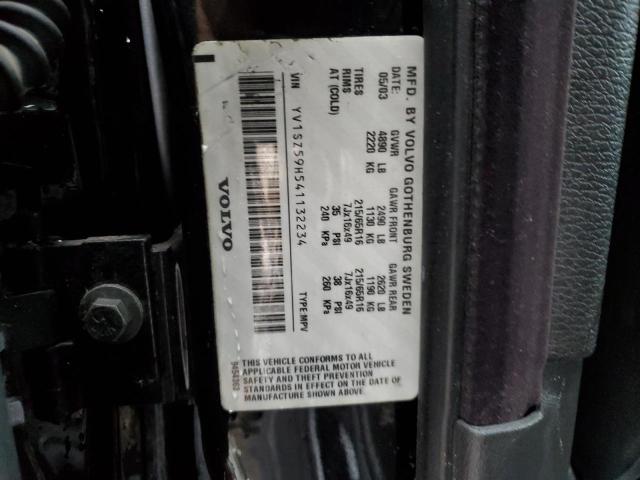 MFD. BY VOLVO GOTHENBURG SWEDEN
DATE: GVWR GAWR FRONT GAWR REAR
05/03 4890 LB 2490 LB 2620 LB
2220 KG 1130 KG 1190 KG
TIRES 215/65R16 215/65R16
RIMS 7Jx16x49 7Jx16x49
AT (COLD) 35 PSI 38 PSI
240 KPa 260 KPa
VIN YV1SZ59H541132234 TYPE:MPV
VOLVO
THIS VEHICLE CONFORMS TO ALL
APPLICABLE FEDERAL MOTOR VEHICLE
SAFETY AND THEFT PREVENTION
STANDARDS IN EFFECT ON THE DATE OF
MANUFACTURE SHOWN ABOVE.